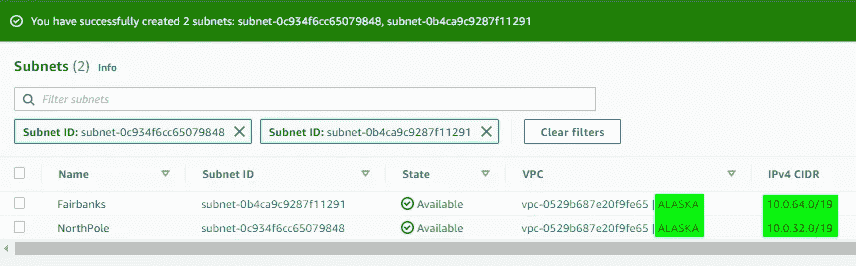 You have successfully created 2 subnets: subnet-0c934f6cc65079848, subnet-0b4ca9c9287f11291
Subnets (2) Info
Filter subnets
Subnet ID: subnet-0c934f6cc65079848 Subnet ID: subnet-0b4ca9c9287f11291 Clear filters
Name Subnet ID State VPC IPv4 CIDR
Fairbanks subnet-0b4ca9c9287f11291 Available vpc-0529b687e20f9fe65 | ALASKA 10.0.64.0/19
NorthPole subnet-0c934f6cc65079848 Available vpc-0529b687e20f9fe65 | ALASKA 10.0.32.0/19